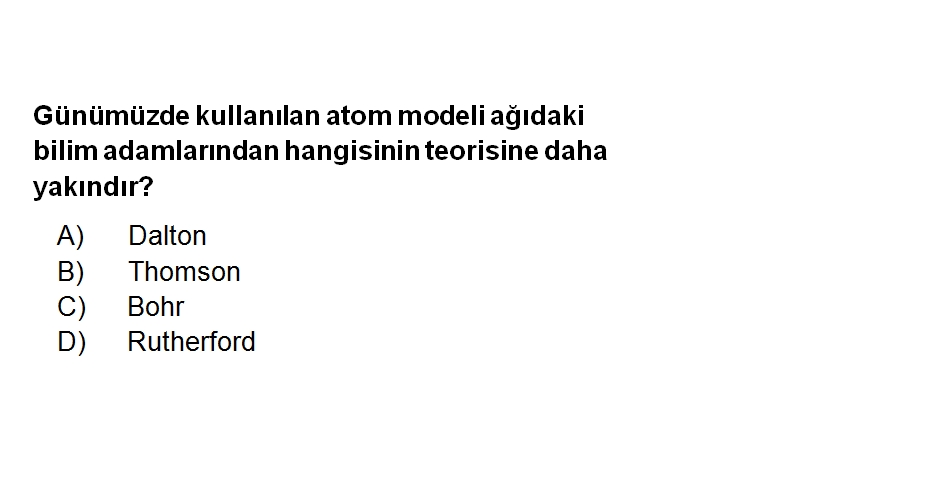 Günümüzde kullanılan atom modeli ağıdaki
bilim adamlarından hangisinin teorisine daha
yakındır?
A) Dalton
B) Thomson
C) Bohr
D) Rutherford